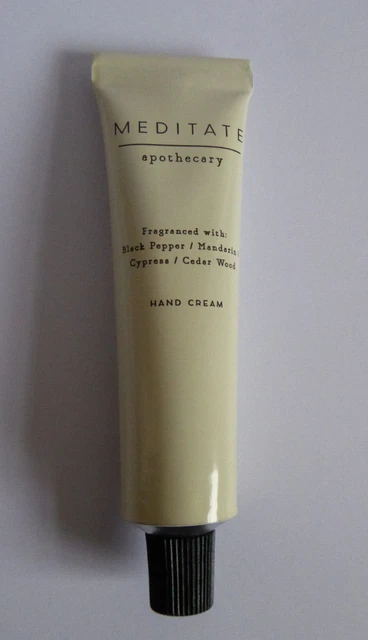 MEDITATE
apothecary
Fragranced with:
Black Pepper / Mandarin /
Cypress / Cedar Wood
HAND CREAM